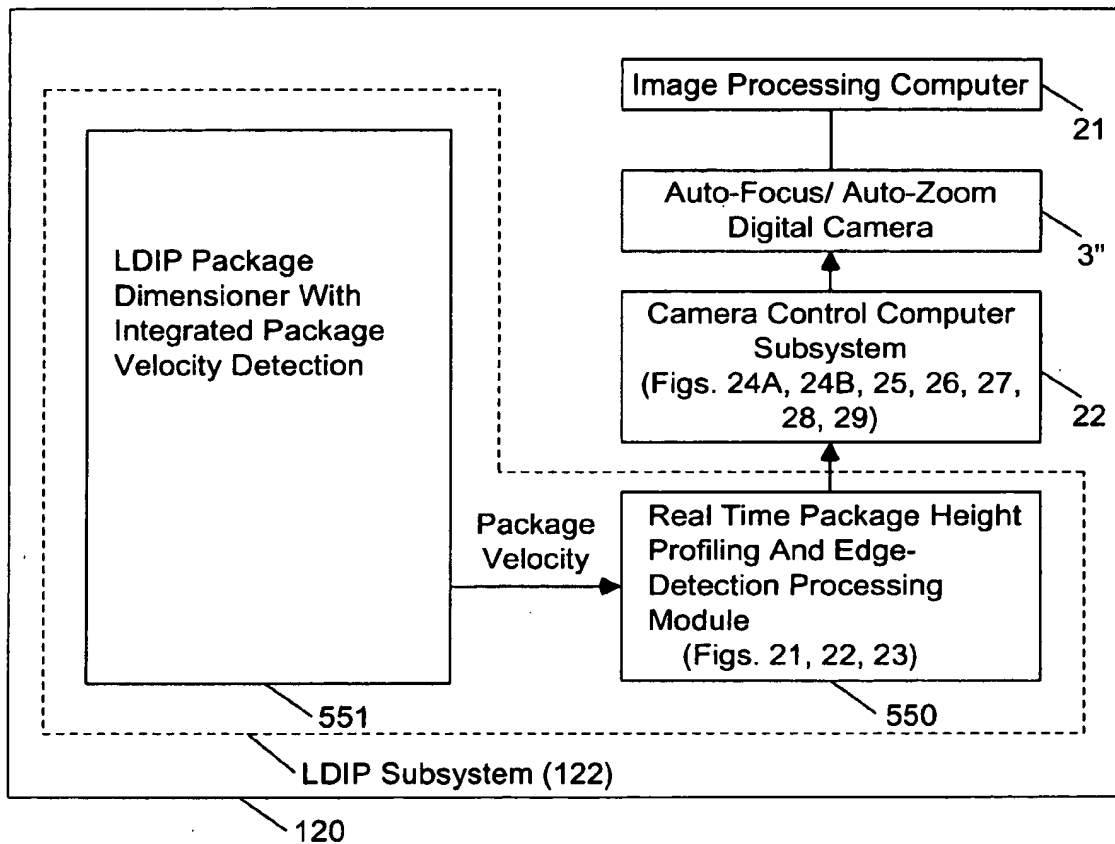 Image Processing Computer
21
Auto-Focus/ Auto-Zoom
Digital Camera
3"
LDIP Package
Dimensioner With
Integrated Package
Velocity Detection
Camera Control Computer
Subsystem
(Figs. 24A, 24B, 25, 26, 27,
28, 29)
22
Package
Velocity
Real Time Package Height
Profiling And Edge-
Detection Processing
Module
(Figs. 21, 22, 23)
551
550
LDIP Subsystem (122)
120